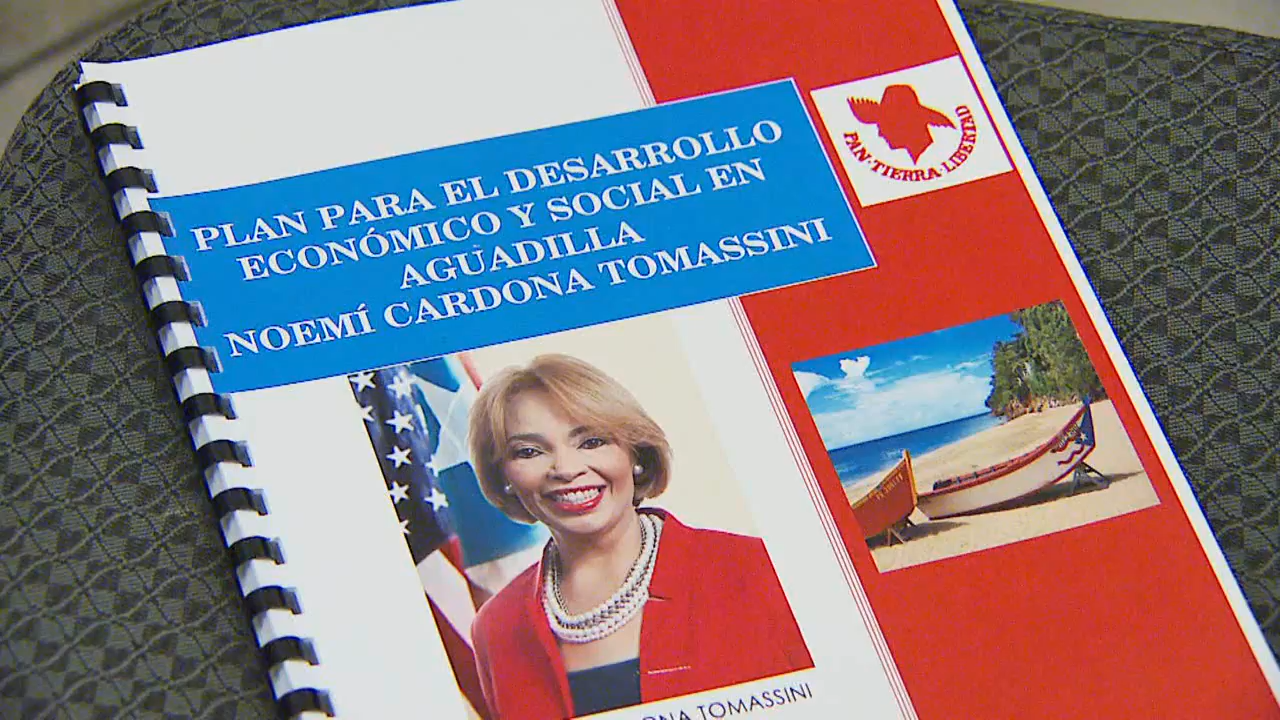 PLAN PARA EL DESARROLLO
ECONÓMICO Y SOCIAL EN
AGUADILLA
NOEMÍ CARDONA TOMASSINI
PAN · TIERRA · LIBERTAD
TOMASSINI